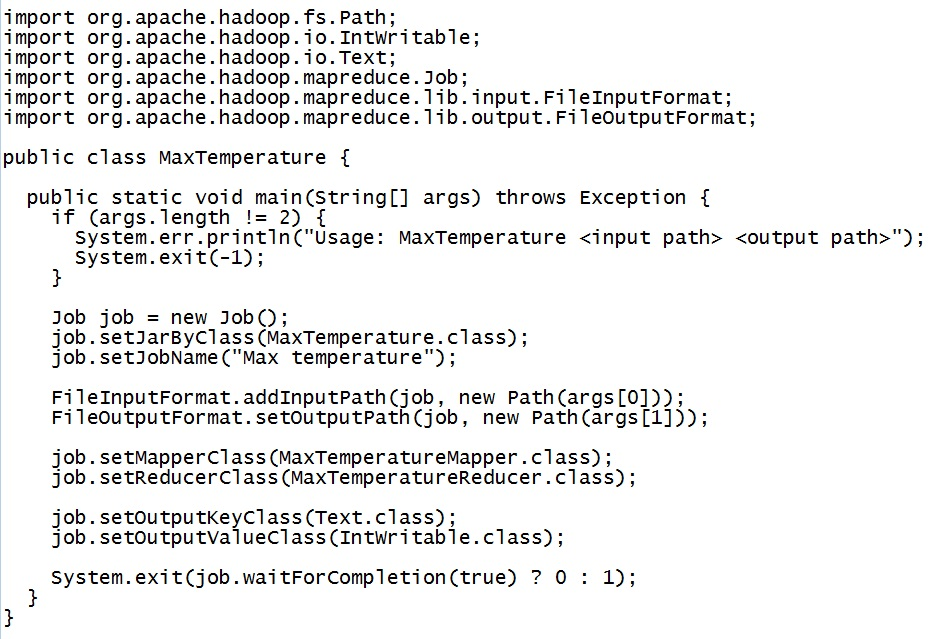 import org.apache.hadoop.fs.Path;
import org.apache.hadoop.io.IntWritable;
import org.apache.hadoop.io.Text;
import org.apache.hadoop.mapreduce.Job;
import org.apache.hadoop.mapreduce.lib.input.FileInputFormat;
import org.apache.hadoop.mapreduce.lib.output.FileOutputFormat;

public class MaxTemperature {

  public static void main(String[] args) throws Exception {
    if (args.length != 2) {
      System.err.println("Usage: MaxTemperature <input path> <output path>");
      System.exit(-1);
    }

    Job job = new Job();
    job.setJarByClass(MaxTemperature.class);
    job.setJobName("Max temperature");

    FileInputFormat.addInputPath(job, new Path(args[0]));
    FileOutputFormat.setOutputPath(job, new Path(args[1]));

    job.setMapperClass(MaxTemperatureMapper.class);
    job.setReducerClass(MaxTemperatureReducer.class);

    job.setOutputKeyClass(Text.class);
    job.setOutputValueClass(IntWritable.class);

    System.exit(job.waitForCompletion(true) ? 0 : 1);
  }
}